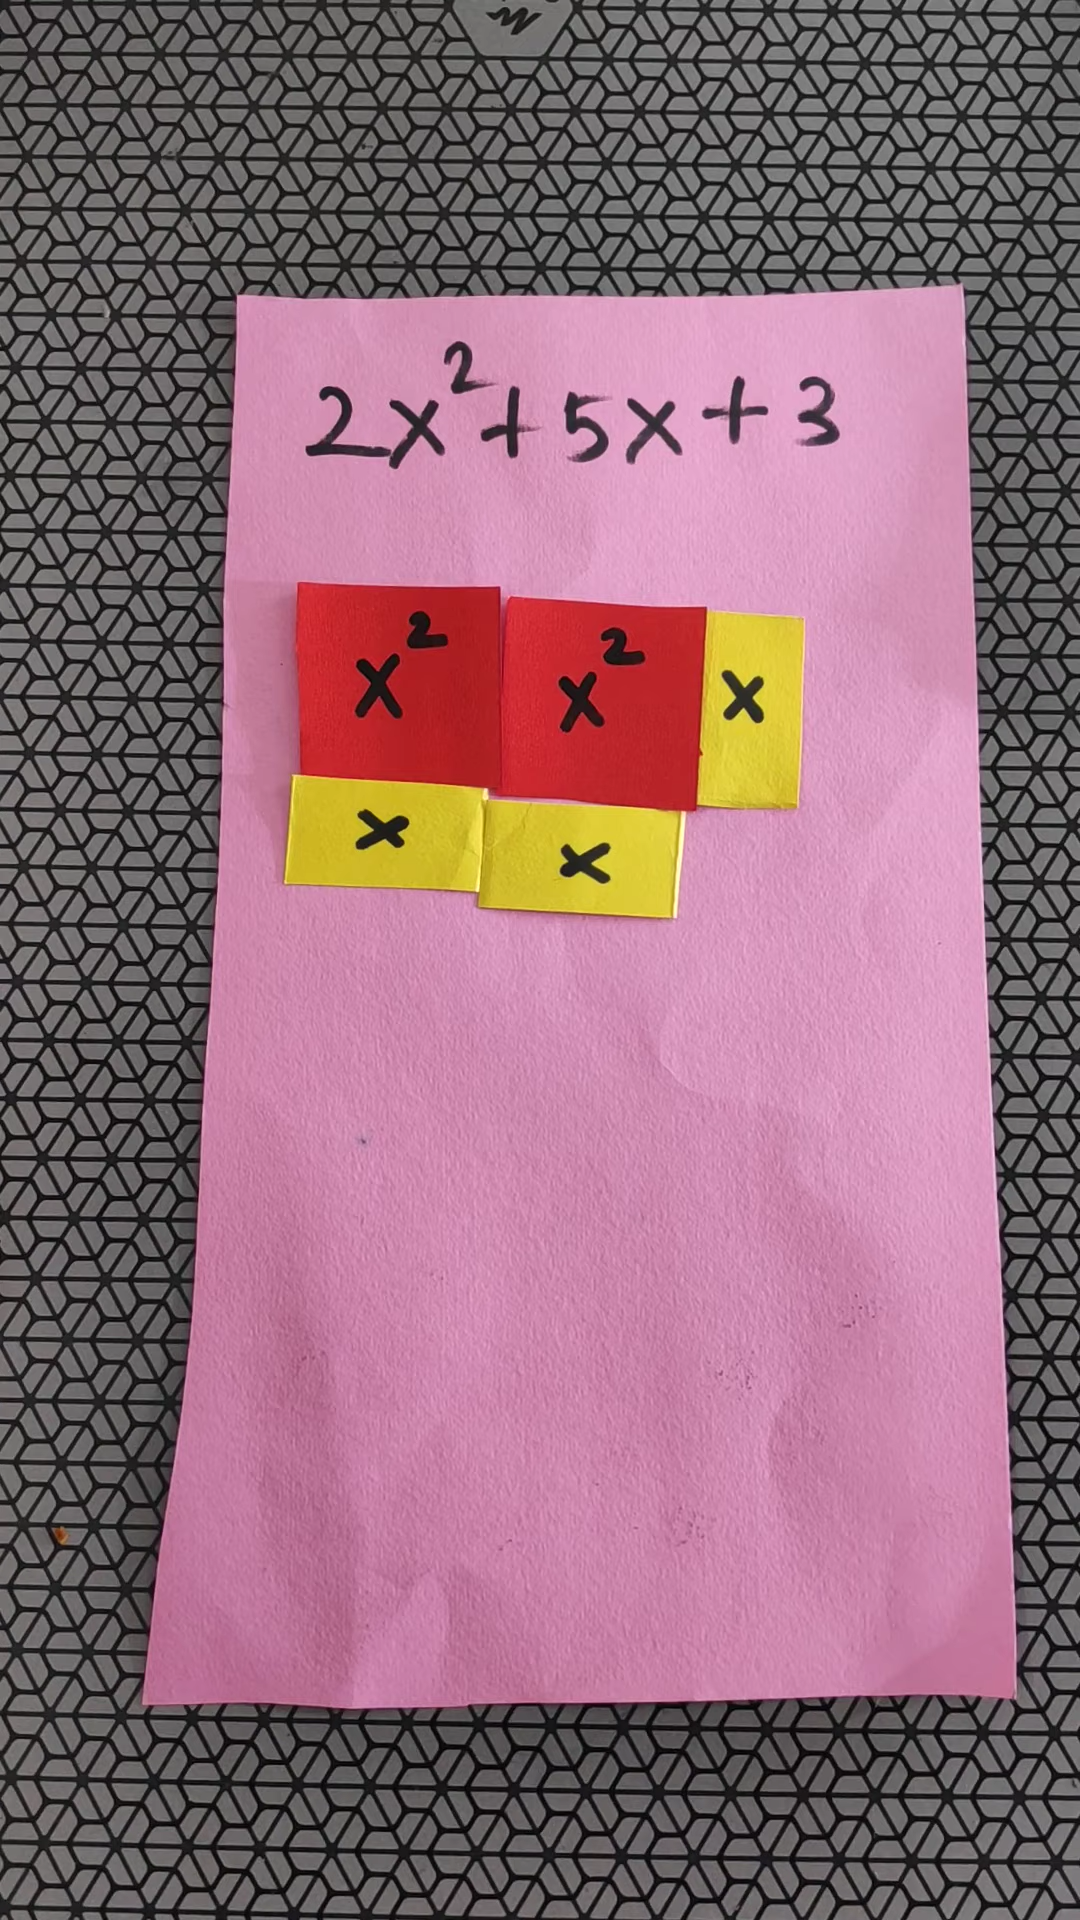 2x²+5x+3
x² x² x
x x